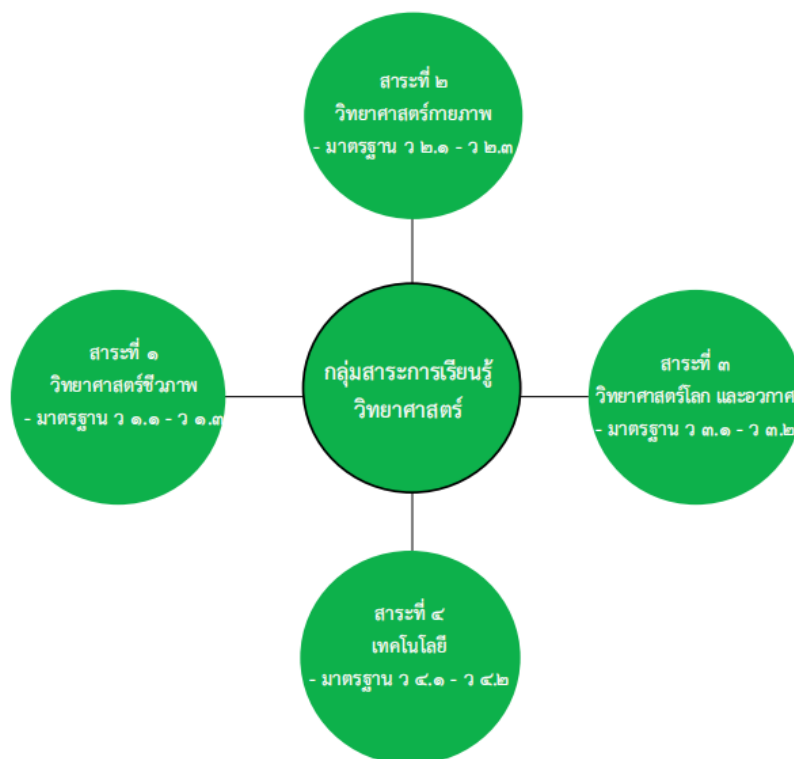 สาระที่ ๒
วิทยาศาสตร์กายภาพ
- มาตรฐาน ว ๒.๑ - ว ๒.๓
สาระที่ ๑
วิทยาศาสตร์ชีวภาพ
- มาตรฐาน ว ๑.๑ - ว ๑.๓
กลุ่มสาระการเรียนรู้
วิทยาศาสตร์
สาระที่ ๓
วิทยาศาสตร์โลก และอวกาศ
- มาตรฐาน ว ๓.๑ - ว ๓.๒
สาระที่ ๔
เทคโนโลยี
- มาตรฐาน ว ๔.๑ - ว ๔.๒